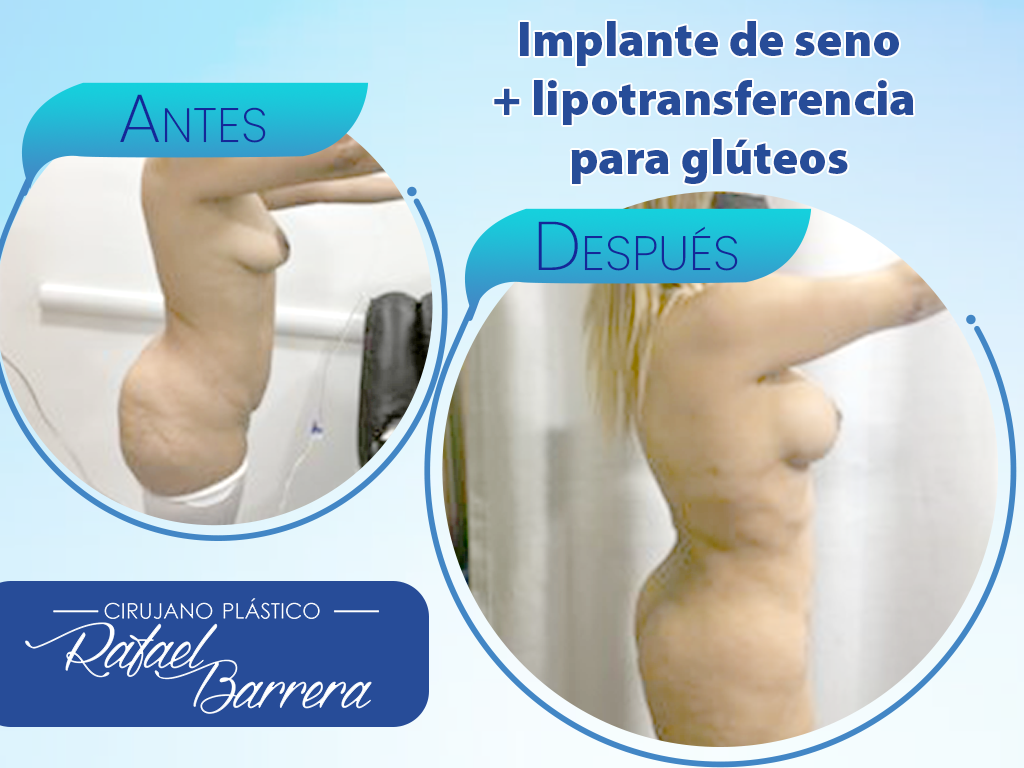 Implante de seno
+ lipotransferencia
para glúteos
ANTES
DESPUÉS
CIRUJANO PLÁSTICO
Rafael
Barrera